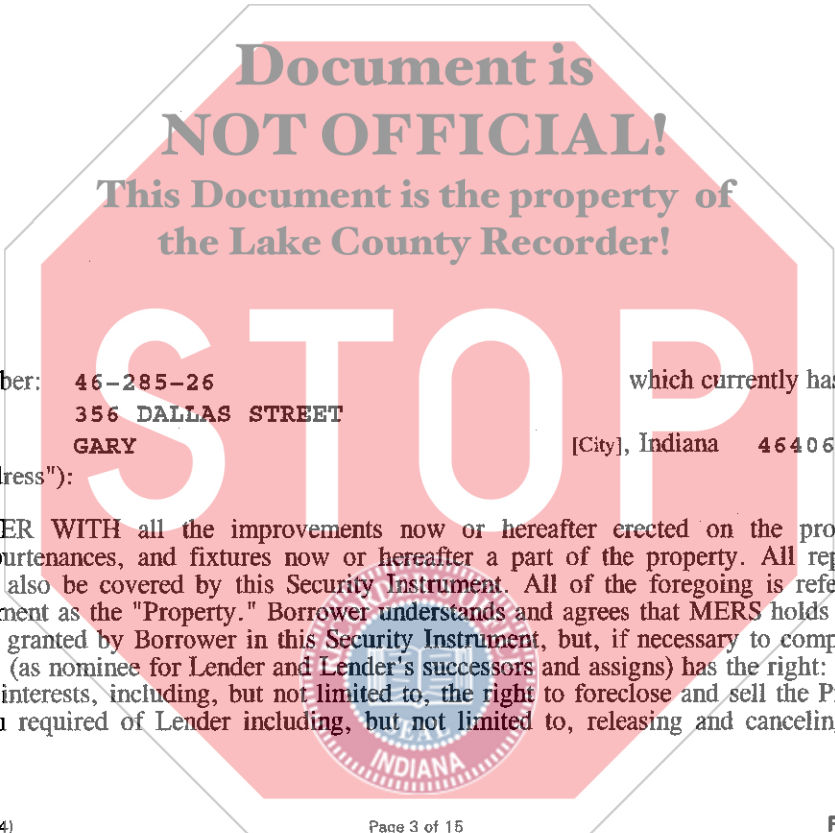 Document is
NOT OFFICIAL!
This Document is the property of
the Lake County Recorder!
STOP
ber: 46-285-26 which currently has
356 DALLAS STREET
GARY [City], Indiana 46406
dress"):
ER WITH all the improvements now or hereafter erected on the pro
urtenances, and fixtures now or hereafter a part of the property. All rep
also be covered by this Security Instrument. All of the foregoing is refe
ment as the "Property." Borrower understands and agrees that MERS holds
granted by Borrower in this Security Instrument, but, if necessary to comp
(as nominee for Lender and Lender's successors and assigns) has the right:
interests, including, but not limited to, the right to foreclose and sell the P
required of Lender including, but not limited to, releasing and cancelin
SEAL
INDIANA
4) Page 3 of 15